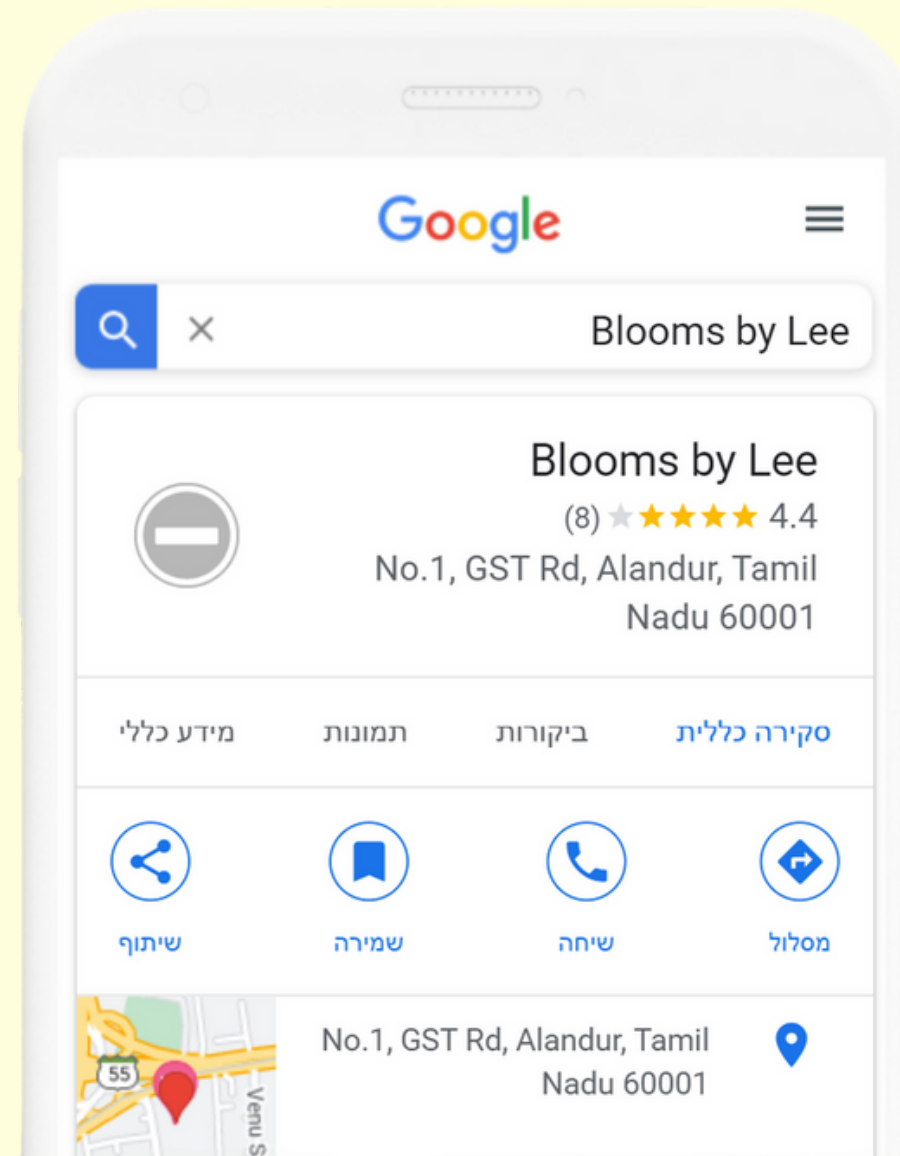 Google
Blooms by Lee
Blooms by Lee
4.4 (8)
No.1, GST Rd, Alandur, Tamil
Nadu 60001
סקירה כללית ביקורות תמונות מידע כללי
מסלול שיחה שמירה שיתוף
No.1, GST Rd, Alandur, Tamil
Nadu 60001
55
Venu S